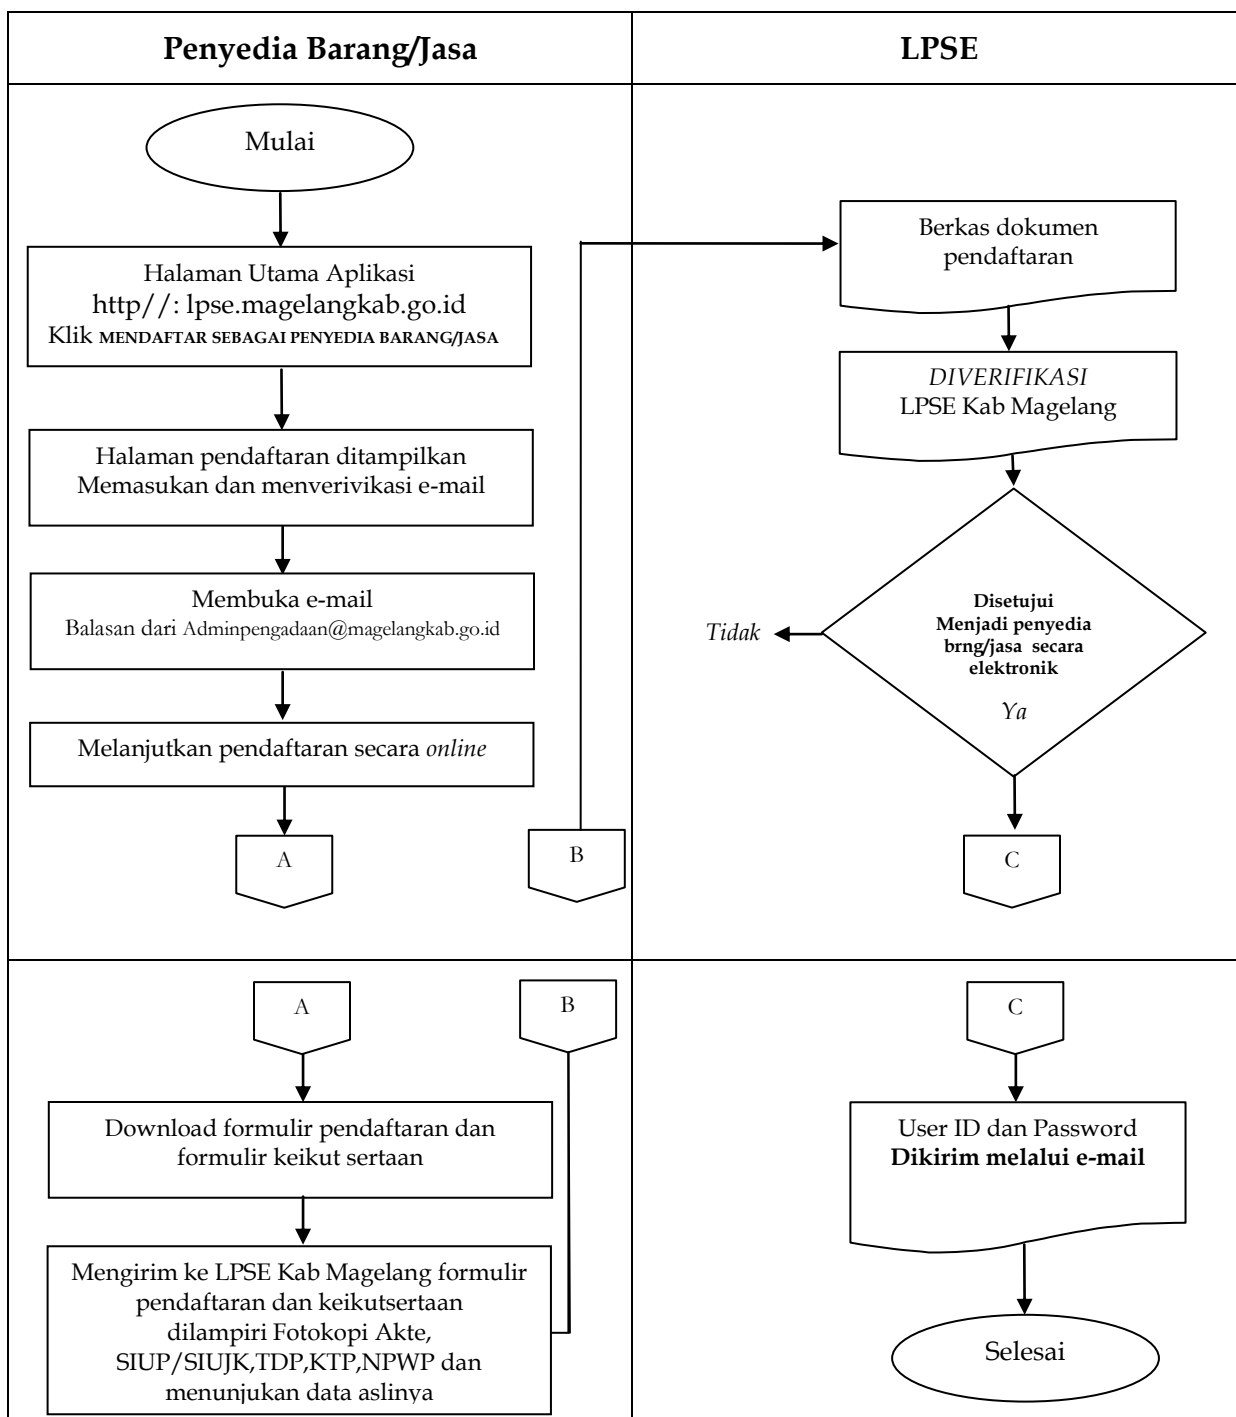 Penyedia Barang/Jasa
LPSE
Mulai
Halaman Utama Aplikasi
http//: lpse.magelangkab.go.id
Klik MENDAFTAR SEBAGAI PENYEDIA BARANG/JASA
Halaman pendaftaran ditampilkan
Memasukan dan menverivikasi e-mail
Membuka e-mail
Balasan dari Adminpengadaan@magelangkab.go.id
Melanjutkan pendaftaran secara online
A
B
Berkas dokumen
pendaftaran
DIVERIFIKASI
LPSE Kab Magelang
Disetujui
Menjadi penyedia
brng/jasa secara
elektronik
Tidak
Ya
C
A
B
Download formulir pendaftaran dan
formulir keikut sertaan
Mengirim ke LPSE Kab Magelang formulir
pendaftaran dan keikutsertaan
dilampiri Fotokopi Akte,
SIUP/SIUJK,TDP,KTP,NPWP dan
menunjukan data aslinya
C
User ID dan Password
Dikirim melalui e-mail
Selesai